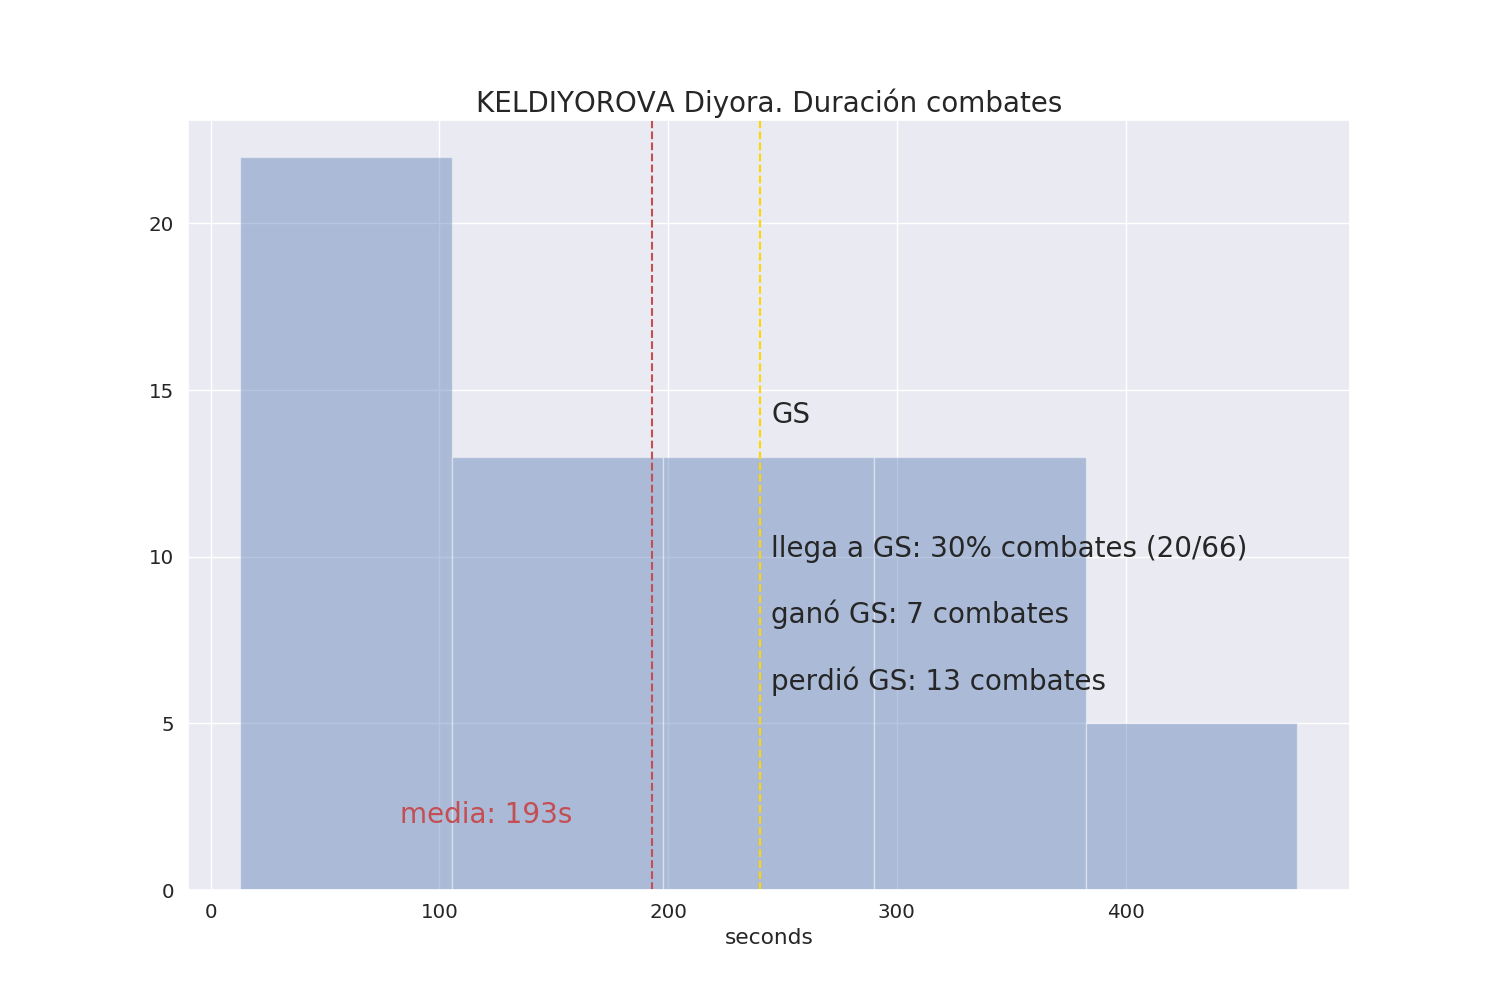 KELDIYOROVA Diyora. Duración combates
20
15
GS
10
llega a GS: 30% combates (20/66)
ganó GS: 7 combates
perdió GS: 13 combates
5
media: 193s
0
0 100 200 300 400
seconds